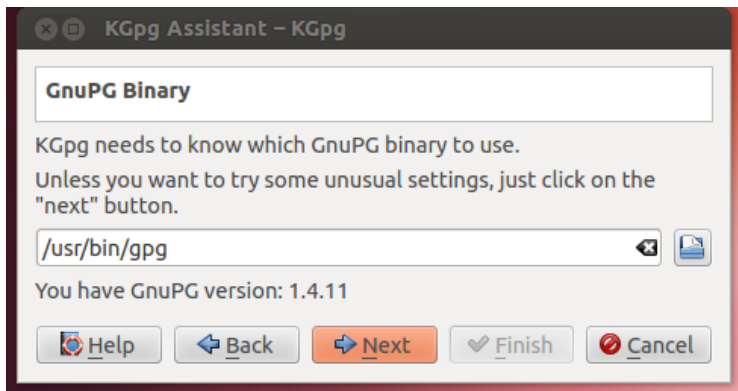 KGpg Assistant – KGpg
GnuPG Binary
KGpg needs to know which GnuPG binary to use.
Unless you want to try some unusual settings, just click on the
"next" button.
/usr/bin/gpg
You have GnuPG version: 1.4.11
Help Back Next Finish Cancel